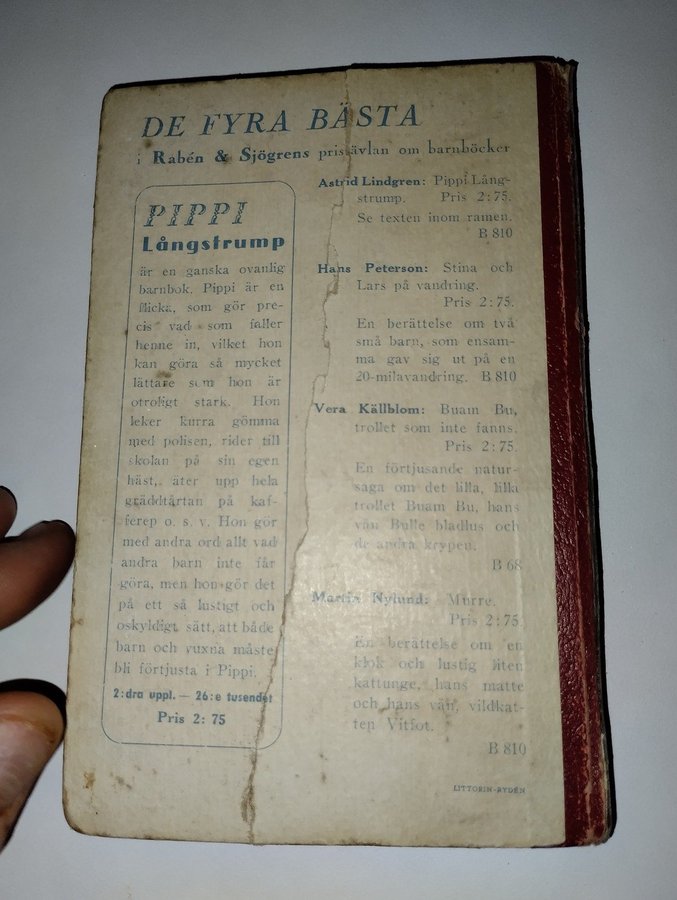 DE FYRA BÄSTA
i Rabén & Sjögrens pristävlan om barnböcker
PIPPI
Långstrump
är en ganska ovanlig
barnbok. Pippi är en
flicka, som gör pre-
cis vad som faller
henne in, vilket hon
kan göra så mycket
lättare som hon är
otroligt stark. Hon
leker kurra gömma
med polisen, rider till
skolan på sin egen
häst, äter upp hela
gräddtårtan på kaf-
ferep o. s. v. Hon gör
med andra ord allt vad
andra barn inte får
göra, men hon gör det
på ett så lustigt och
oskyldigt sätt, att både
barn och vuxna måste
bli förtjusta i Pippi.
2:dra uppl. — 26:e tusendet
Pris 2: 75
Astrid Lindgren: Pippi Lång-
strump. Pris 2: 75.
Se texten inom ramen.
B 810
Hans Peterson: Stina och
Lars på vandring.
Pris 2: 75.
En berättelse om två
små barn, som ensam-
ma gav sig ut på en
20-milavandring. B 810
Vera Källblom: Buam Bu,
trollet som inte fanns.
Pris 2: 75.
En förtjusande natur-
saga om det lilla, lilla
trollet Buam Bu, hans
vän Bulle bladlus och
de andra krypen.
B 68
Martin Nylund: Murre.
Pris 2: 75.
En berättelse om en
klok och lustig liten
kattunge, hans matte
och hans vän, vildkat-
ten Vitfot.
B 810
LITTORIN-RYDÉN